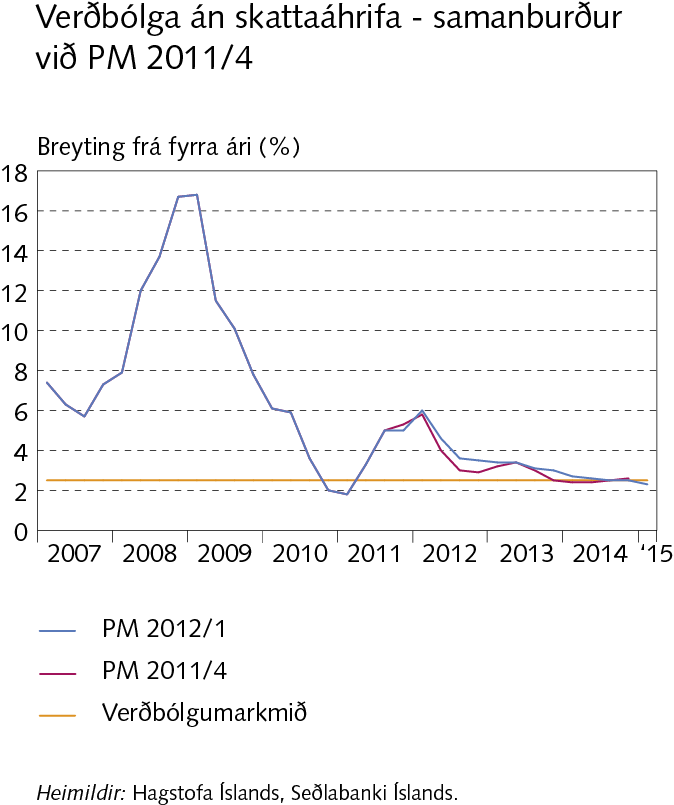 Verðbólga án skattaáhrifa - samanburður
við PM 2011/4
Breyting frá fyrra ári (%)
18
16
14
12
10
8
6
4
2
0
2007 2008 2009 2010 2011 2012 2013 2014 ‘15
PM 2012/1
PM 2011/4
Verðbólgumarkmið
Heimildir: Hagstofa Íslands, Seðlabanki Íslands.